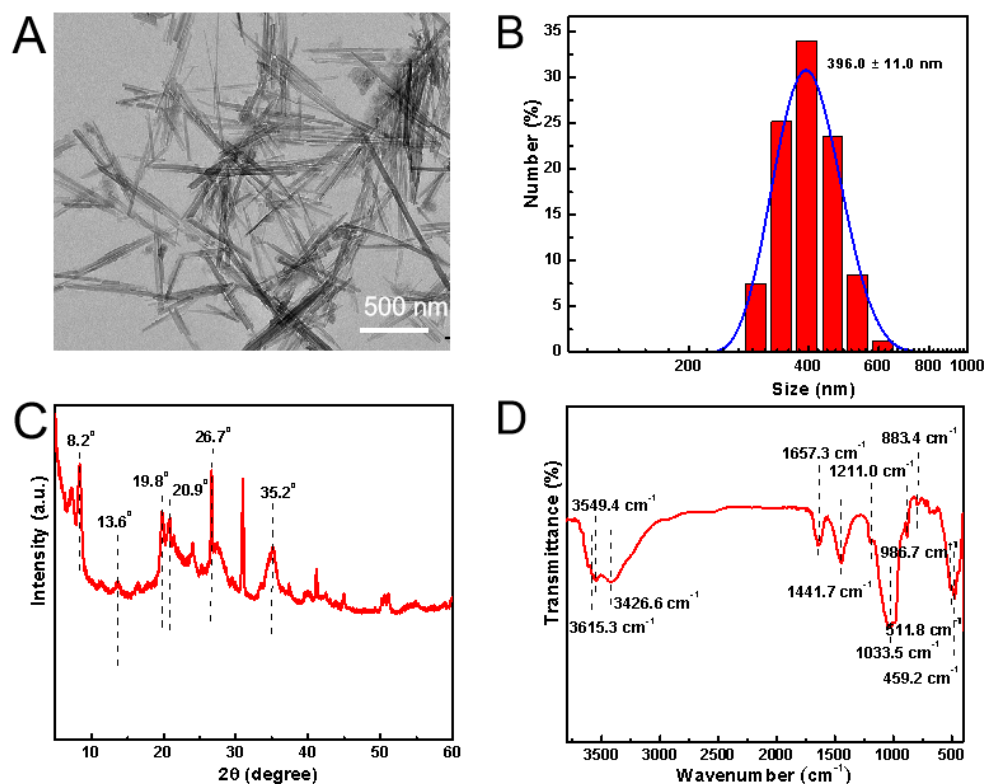 A
500 nm
B
35
30
25
20
15
10
5
0
Number (%)
396.0 ± 11.0 nm
200
400
600
800
1000
Size (nm)
C
Intensity (a.u.)
8.2°
13.6°
19.8°
20.9°
26.7°
35.2°
10
20
30
40
50
60
2θ (degree)
D
Transmittance (%)
1657.3 cm⁻¹
883.4 cm⁻¹
1211.0 cm⁻¹
3549.4 cm⁻¹
986.7 cm⁻¹
3426.6 cm⁻¹
1441.7 cm⁻¹
3615.3 cm⁻¹
511.8 cm⁻¹
1033.5 cm⁻¹
459.2 cm⁻¹
3500
3000
2500
2000
1500
1000
500
Wavenumber (cm⁻¹)